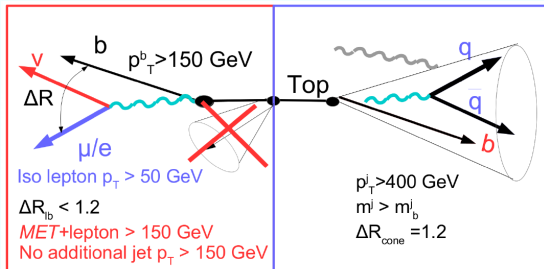 ν
b
p^b_T>150 GeV
ΔR
μ/e
Iso lepton p_T > 50 GeV
ΔR_lb < 1.2
MET+lepton > 150 GeV
No additional jet p_T > 150 GeV
Top
q
q̄
b
p^j_T>400 GeV
m^j > m^j_b
ΔR_cone =1.2